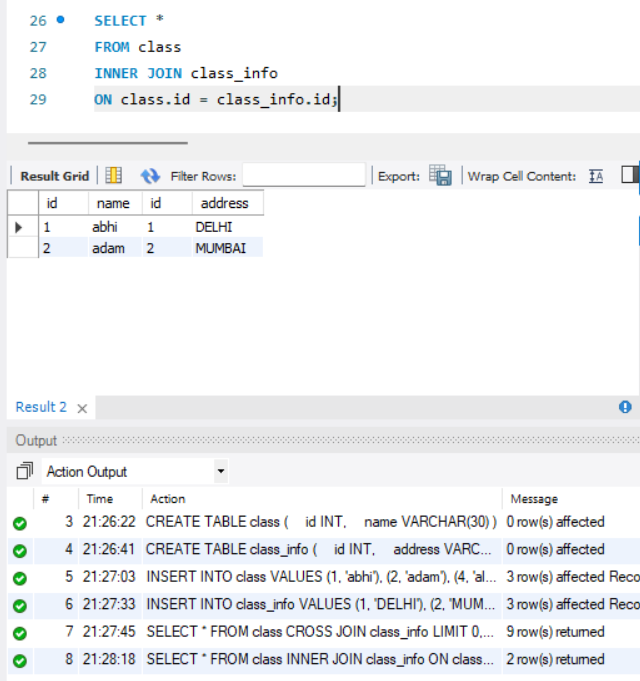 26 SELECT *
27 FROM class
28 INNER JOIN class_info
29 ON class.id = class_info.id;
Result Grid Filter Rows: Export: Wrap Cell Content:
id name id address
1 abhi 1 DELHI
2 adam 2 MUMBAI
Result 2
Output
Action Output
# Time Action Message
3 21:26:22 CREATE TABLE class ( id INT, name VARCHAR(30) ) 0 row(s) affected
4 21:26:41 CREATE TABLE class_info ( id INT, address VARC... 0 row(s) affected
5 21:27:03 INSERT INTO class VALUES (1, 'abhi'), (2, 'adam'), (4, 'al... 3 row(s) affected Reco
6 21:27:33 INSERT INTO class_info VALUES (1, 'DELHI'), (2, 'MUM... 3 row(s) affected Reco
7 21:27:45 SELECT * FROM class CROSS JOIN class_info LIMIT 0,... 9 row(s) returned
8 21:28:18 SELECT * FROM class INNER JOIN class_info ON class... 2 row(s) returned